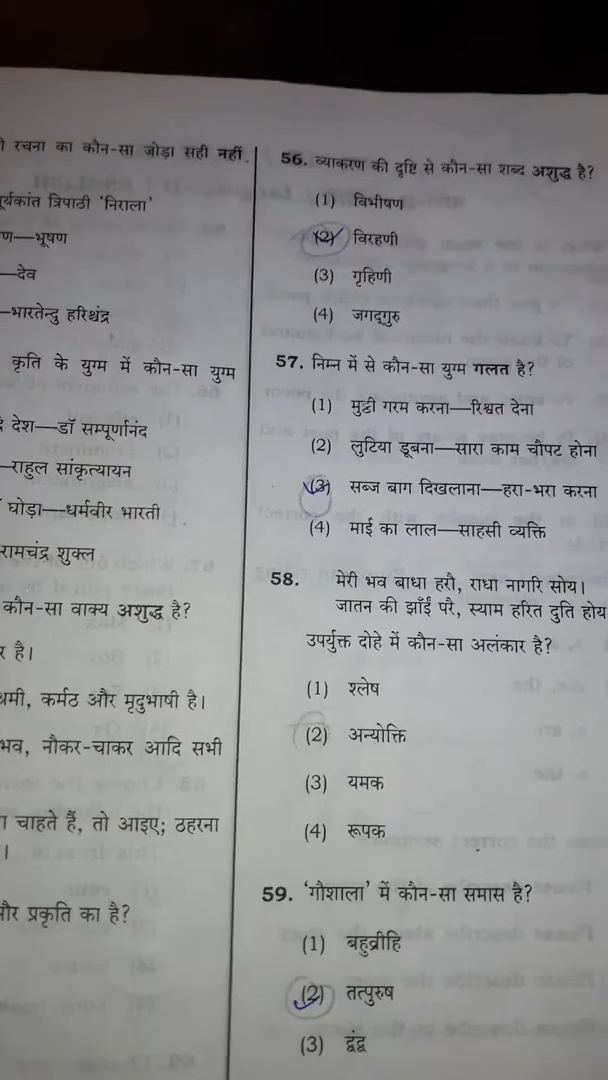 रचना का कौन-सा जोड़ा सही नहीं
त्रिपाठी 'निराला'
—भूषण
—देव
—भारतेन्दु हरिश्चंद्र
कृति के युग्म में कौन-सा युग्म
देश—डॉ सम्पूर्णानंद
—राहुल सांकृत्यायन
घोड़ा—धर्मवीर भारती
रामचंद्र शुक्ल
कौन-सा वाक्य अशुद्ध है?
है।
कर्मठ और मृदुभाषी है।
नौकर-चाकर आदि सभी
चाहते हैं, तो आइए; ठहरना
।
प्रकृति का है?
56. व्याकरण की दृष्टि से कौन-सा शब्द अशुद्ध है?
(1) विभीषण
(2) विरहणी
(3) गृहिणी
(4) जगद्गुरु
57. निम्न में से कौन-सा युग्म गलत है?
(1) मुट्ठी गरम करना—रिश्वत देना
(2) लुटिया डूबना—सारा काम चौपट होना
(3) सब्ज बाग दिखलाना—हरा-भरा करना
(4) माई का लाल—साहसी व्यक्ति
58. मेरी भव बाधा हरौ, राधा नागरि सोय।
जातन की झाँईं परै, स्याम हरित दुति होय
उपर्युक्त दोहे में कौन-सा अलंकार है?
(1) श्लेष
(2) अन्योक्ति
(3) यमक
(4) रूपक
59. 'गौशाला' में कौन-सा समास है?
(1) बहुव्रीहि
(2) तत्पुरुष
(3) द्वंद्व